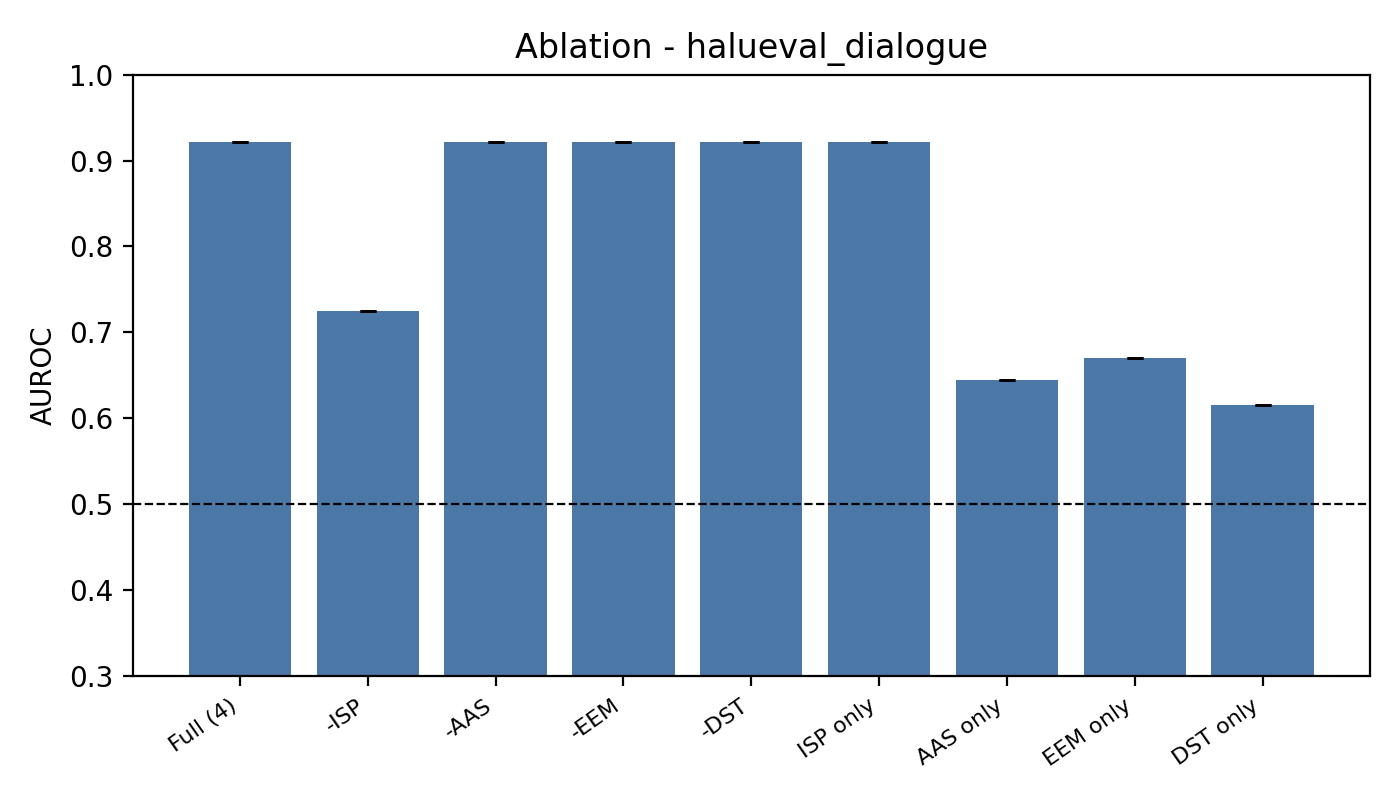 Ablation - halueval_dialogue
AUROC
1.0
0.9
0.8
0.7
0.6
0.5
0.4
0.3
Full (4)
-ISP
-AAS
-EEM
-DST
ISP only
AAS only
EEM only
DST only